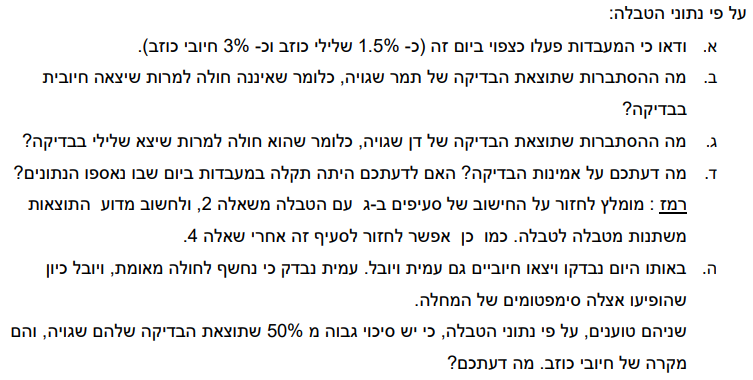 על פי נתוני הטבלה:
א. ודאו כי המעבדות פעלו כצפוי ביום זה (כ- 1.5% שלילי כוזב וכ- 3% חיובי כוזב).
ב. מה ההסתברות שתוצאת הבדיקה של תמר שגויה, כלומר שאיננה חולה למרות שיצאה חיובית
בבדיקה?
ג. מה ההסתברות שתוצאת הבדיקה של דן שגויה, כלומר שהוא חולה למרות שיצא שלילי בבדיקה?
ד. מה דעתכם על אמינות הבדיקה? האם לדעתכם היתה תקלה במעבדות ביום שבו נאספו הנתונים?
רמז : מומלץ לחזור על החישוב של סעיפים ב-ג עם הטבלה משאלה 2, ולחשוב מדוע התוצאות
משתנות מטבלה לטבלה. כמו כן אפשר לחזור לסעיף זה אחרי שאלה 4.
ה. באותו היום נבדקו ויצאו חיוביים גם עמית ויובל. עמית נבדק כי נחשף לחולה מאומת, ויובל כיון
שהופיעו אצלה סימפטומים של המחלה.
שניהם טוענים, על פי נתוני הטבלה, כי יש סיכוי גבוה מ 50% שתוצאת הבדיקה שלהם שגויה, והם
מקרה של חיובי כוזב. מה דעתכם?